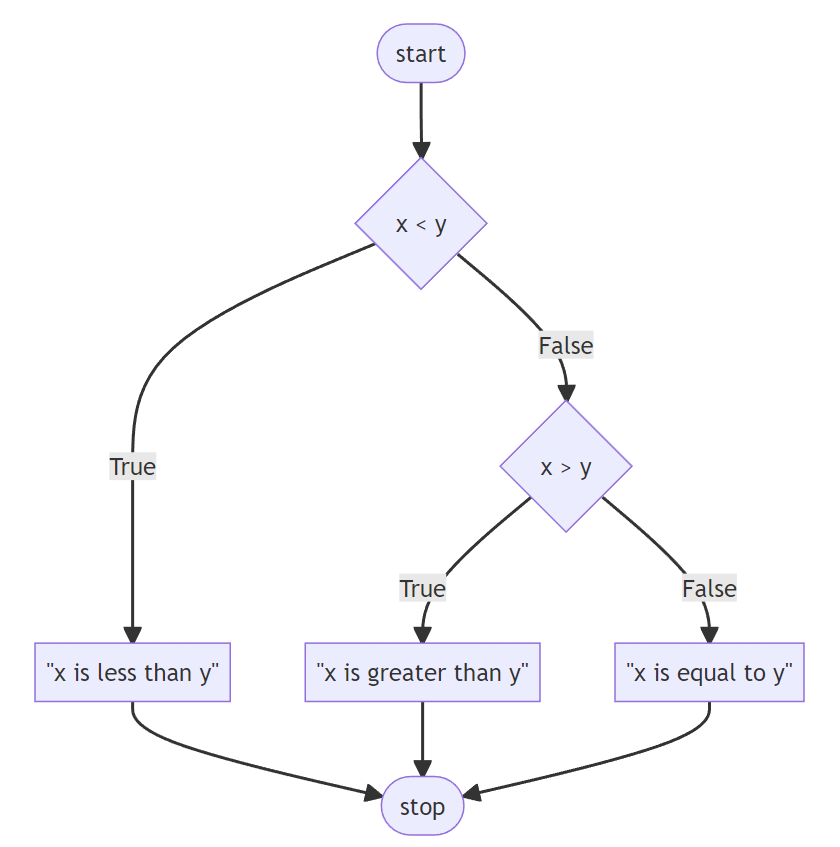 start
x < y
False
True
x > y
True
False
"x is less than y"
"x is greater than y"
"x is equal to y"
stop